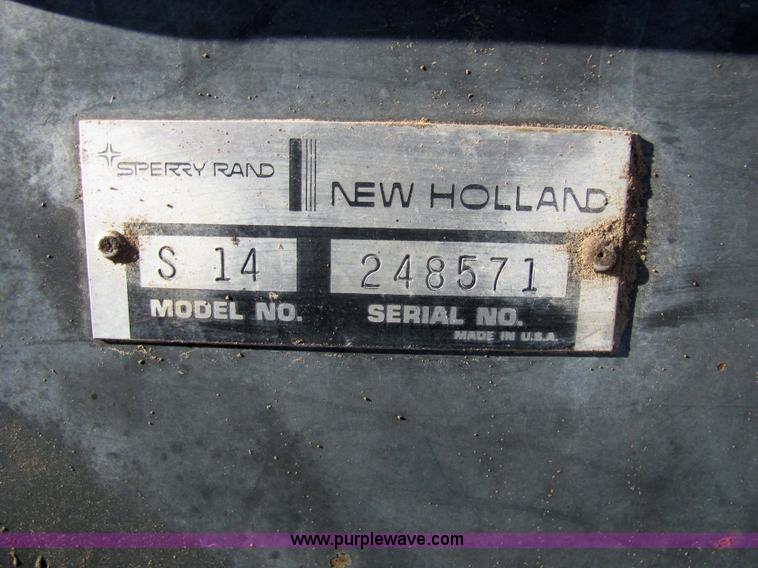 SPERRY RAND
NEW HOLLAND
S 14
248571
MODEL NO.
SERIAL NO.
MADE IN U.S.A.
www.purplewave.com